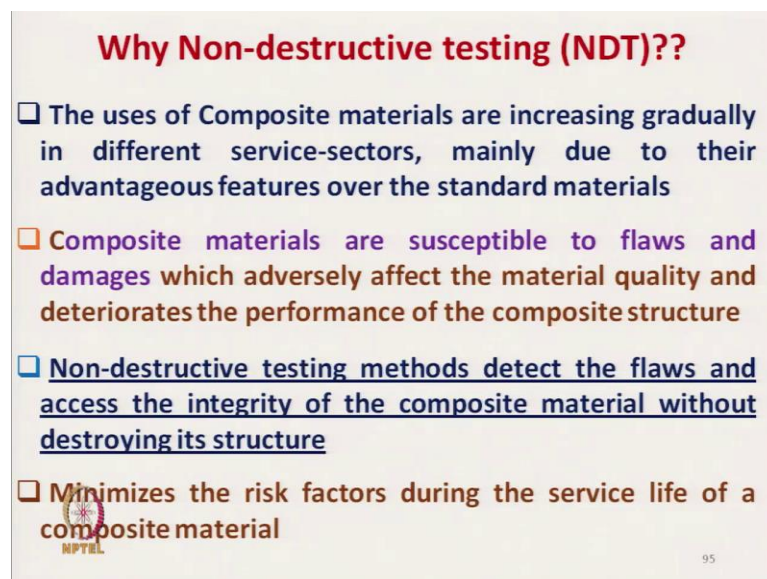 Why Non-destructive testing (NDT)??
The uses of Composite materials are increasing gradually
in different service-sectors, mainly due to their
advantageous features over the standard materials
Composite materials are susceptible to flaws and
damages which adversely affect the material quality and
deteriorates the performance of the composite structure
Non-destructive testing methods detect the flaws and
access the integrity of the composite material without
destroying its structure
Minimizes the risk factors during the service life of a
composite material
NPTEL
95